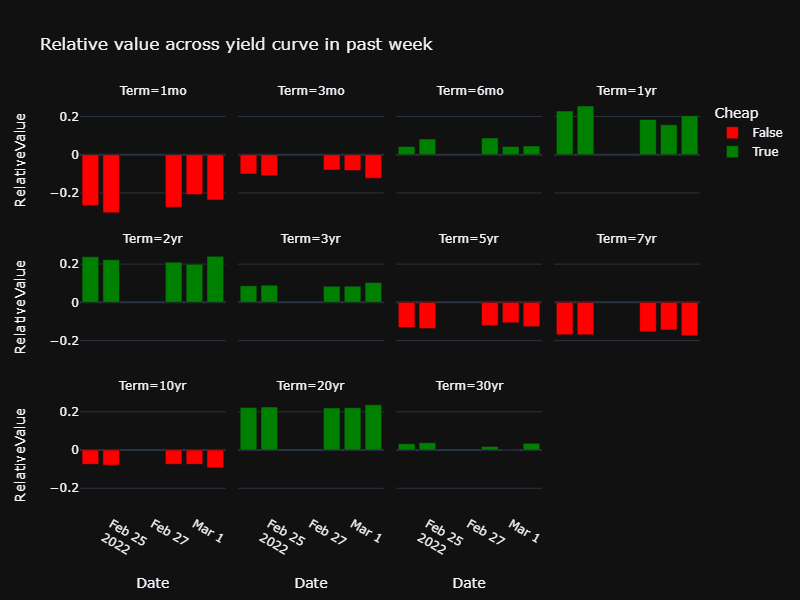 Relative value across yield curve in past week
Term=1mo
Term=3mo
Term=6mo
Term=1yr
Cheap
False
True
RelativeValue
0.2
0
−0.2
Term=2yr
Term=3yr
Term=5yr
Term=7yr
RelativeValue
0.2
0
−0.2
Term=10yr
Term=20yr
Term=30yr
RelativeValue
0.2
0
−0.2
Feb 25
2022
Feb 27
Mar 1
Feb 25
2022
Feb 27
Mar 1
Feb 25
2022
Feb 27
Mar 1
Date
Date
Date